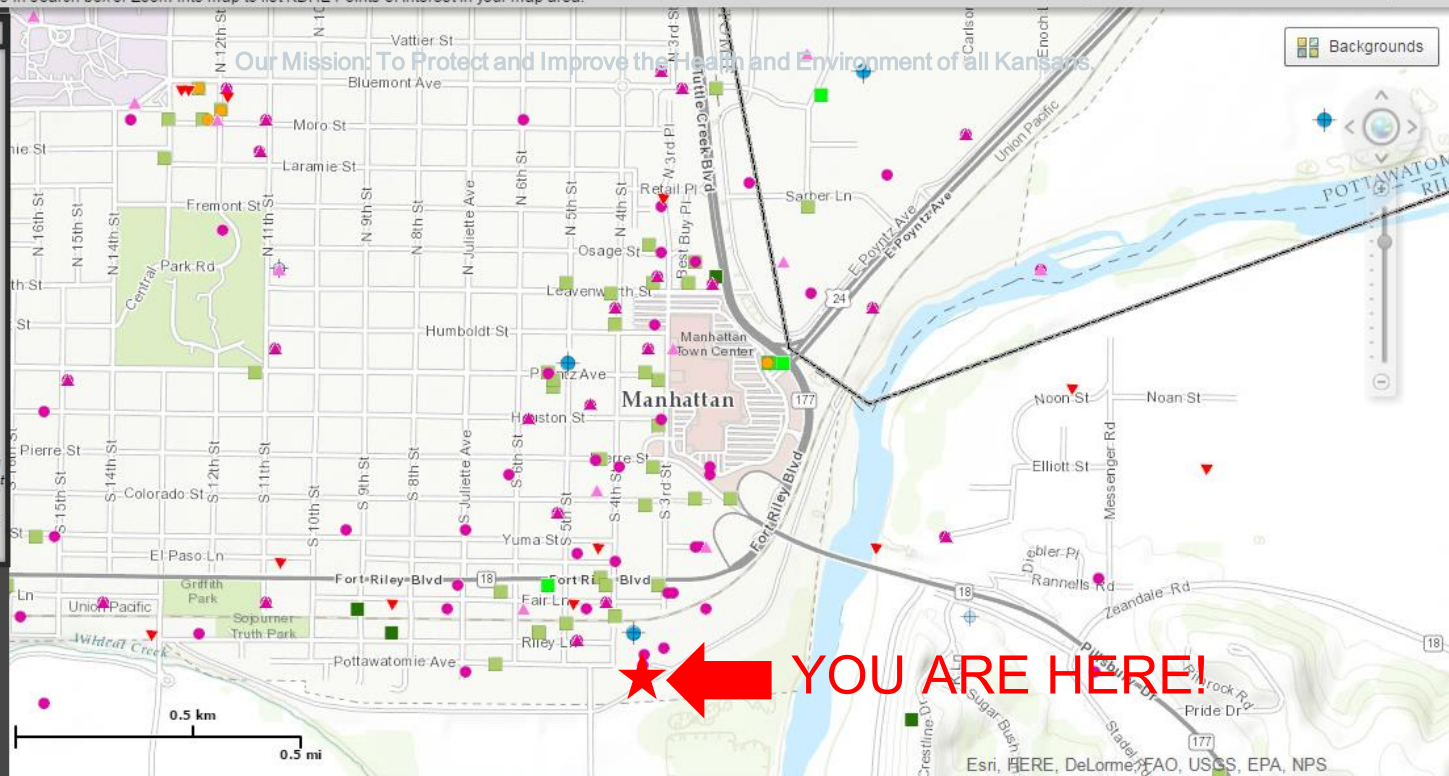 Vattier St
Our Mission: To Protect and Improve the Health and Environment of all Kansans.
Backgrounds
N 12th St
N 3rd St
Carlson
Bluemont Ave
Tuttle Creek Blvd
Union Pacific
Moro St
N 3rd Pl
Laramie St
N 6th St
Retail Pl
Sarber Ln
POTTAWATOM
RIL
N 16th St
N 15th St
N 14th St
Fremont St
N 11th St
N 9th St
N 8th St
N Juliette Ave
N 5th St
N 4th St
Best Buy Pl
E Poyntz Ave
E Poyntz Ave
Osage St
Central Park Rd
24
Humboldt St
Manhattan
Town Center
Manhattan
177
Noon St
Noan St
Pierre St
Elliott St
Messenger Rd
S 15th St
S 14th St
Colorado St
S 12th St
S 11th St
S 10th St
S 9th St
S 8th St
S Juliette Ave
S 6th St
S 5th St
S 4th St
S 3rd St
Fort Riley Blvd
Yuma St
El Paso Ln
Diebler Pl
Rannells Rd
Zeandale Rd
Griffith
Park
Fort Riley Blvd
18
18
Ln
Fair Ln
Union Pacific
Sojourner
Truth Park
Wildcat Creek
Riley Ln
18
Pottawatomie Ave
YOU ARE HERE!
Pillsbury Dr
Pride Dr
0.5 km
0.5 mi
Crestline Dr
Sugar Bush
177
Esri, HERE, DeLorme, FAO, USGS, EPA, NPS